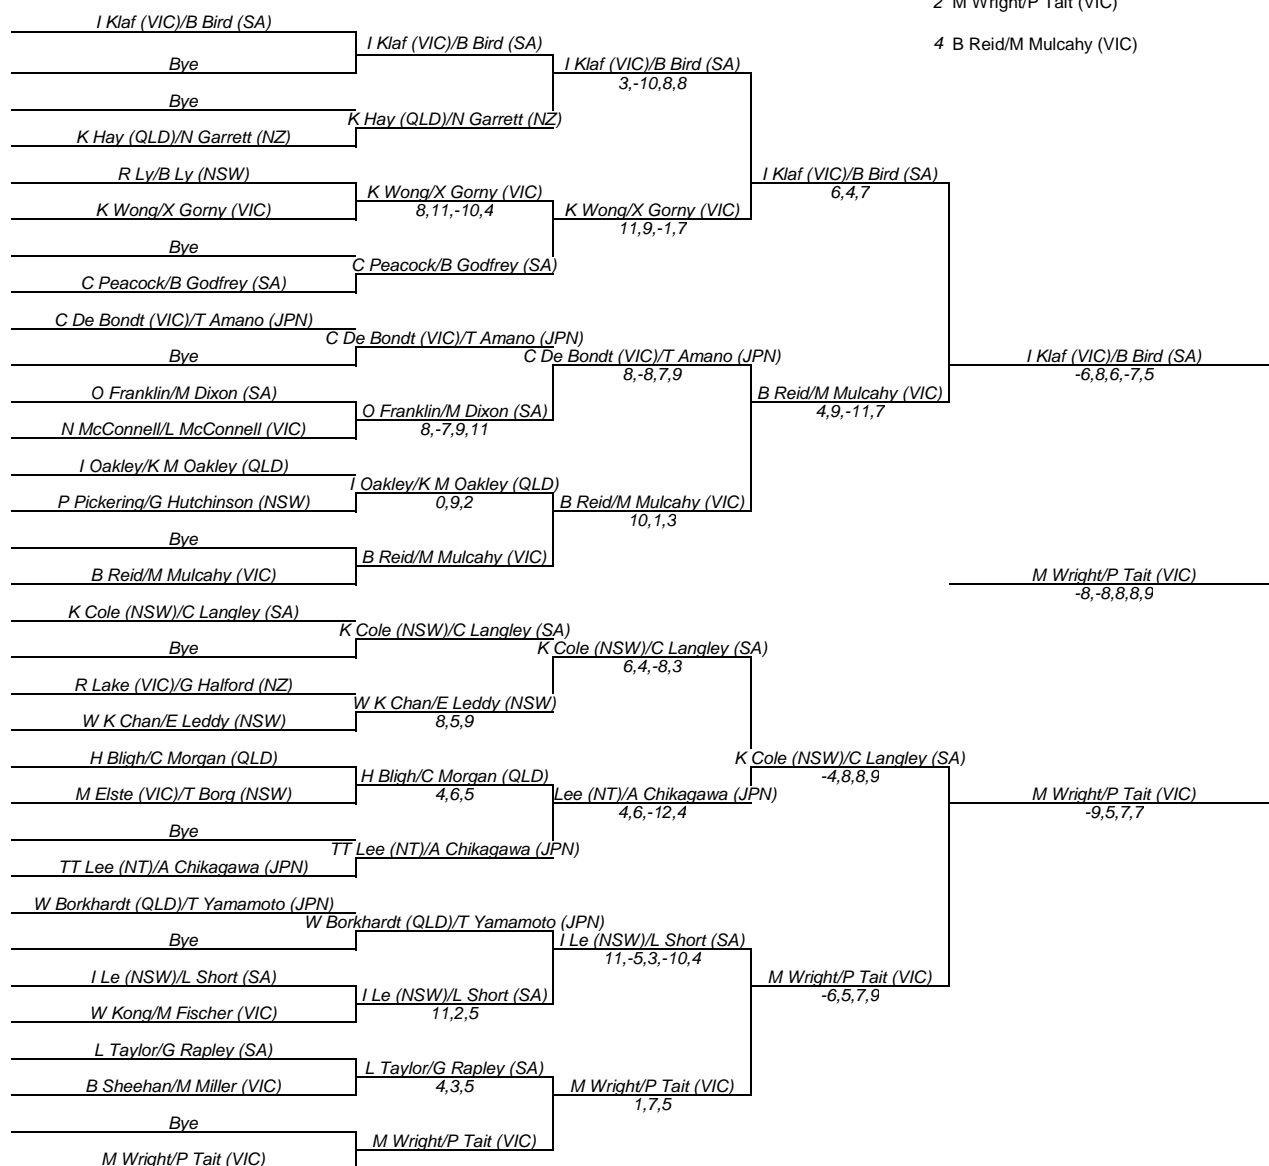 2 M Wright/P Tait (VIC)
I Klaf (VIC)/B Bird (SA)
I Klaf (VIC)/B Bird (SA)
4 B Reid/M Mulcahy (VIC)
Bye
I Klaf (VIC)/B Bird (SA)
3,-10,8,8
Bye
K Hay (QLD)/N Garrett (NZ)
K Hay (QLD)/N Garrett (NZ)
R Ly/B Ly (NSW)
I Klaf (VIC)/B Bird (SA)
6,4,7
K Wong/X Gorny (VIC)
8,11,-10,4
K Wong/X Gorny (VIC)
K Wong/X Gorny (VIC)
11,9,-1,7
Bye
C Peacock/B Godfrey (SA)
C Peacock/B Godfrey (SA)
C De Bondt (VIC)/T Amano (JPN)
C De Bondt (VIC)/T Amano (JPN)
Bye
C De Bondt (VIC)/T Amano (JPN)
8,-8,7,9
I Klaf (VIC)/B Bird (SA)
-6,8,6,-7,5
O Franklin/M Dixon (SA)
B Reid/M Mulcahy (VIC)
4,9,-11,7
O Franklin/M Dixon (SA)
8,-7,9,11
N McConnell/L McConnell (VIC)
I Oakley/K M Oakley (QLD)
I Oakley/K M Oakley (QLD)
0,9,2
P Pickering/G Hutchinson (NSW)
B Reid/M Mulcahy (VIC)
10,1,3
Bye
B Reid/M Mulcahy (VIC)
B Reid/M Mulcahy (VIC)
M Wright/P Tait (VIC)
-8,-8,8,8,9
K Cole (NSW)/C Langley (SA)
K Cole (NSW)/C Langley (SA)
Bye
K Cole (NSW)/C Langley (SA)
6,4,-8,3
R Lake (VIC)/G Halford (NZ)
W K Chan/E Leddy (NSW)
8,5,9
W K Chan/E Leddy (NSW)
H Bligh/C Morgan (QLD)
K Cole (NSW)/C Langley (SA)
-4,8,8,9
H Bligh/C Morgan (QLD)
4,6,5
M Elste (VIC)/T Borg (NSW)
Lee (NT)/A Chikagawa (JPN)
4,6,-12,4
M Wright/P Tait (VIC)
-9,5,7,7
Bye
TT Lee (NT)/A Chikagawa (JPN)
TT Lee (NT)/A Chikagawa (JPN)
W Borkhardt (QLD)/T Yamamoto (JPN)
W Borkhardt (QLD)/T Yamamoto (JPN)
Bye
I Le (NSW)/L Short (SA)
11,-5,3,-10,4
I Le (NSW)/L Short (SA)
M Wright/P Tait (VIC)
-6,5,7,9
I Le (NSW)/L Short (SA)
11,2,5
W Kong/M Fischer (VIC)
L Taylor/G Rapley (SA)
L Taylor/G Rapley (SA)
4,3,5
B Sheehan/M Miller (VIC)
M Wright/P Tait (VIC)
1,7,5
Bye
M Wright/P Tait (VIC)
M Wright/P Tait (VIC)